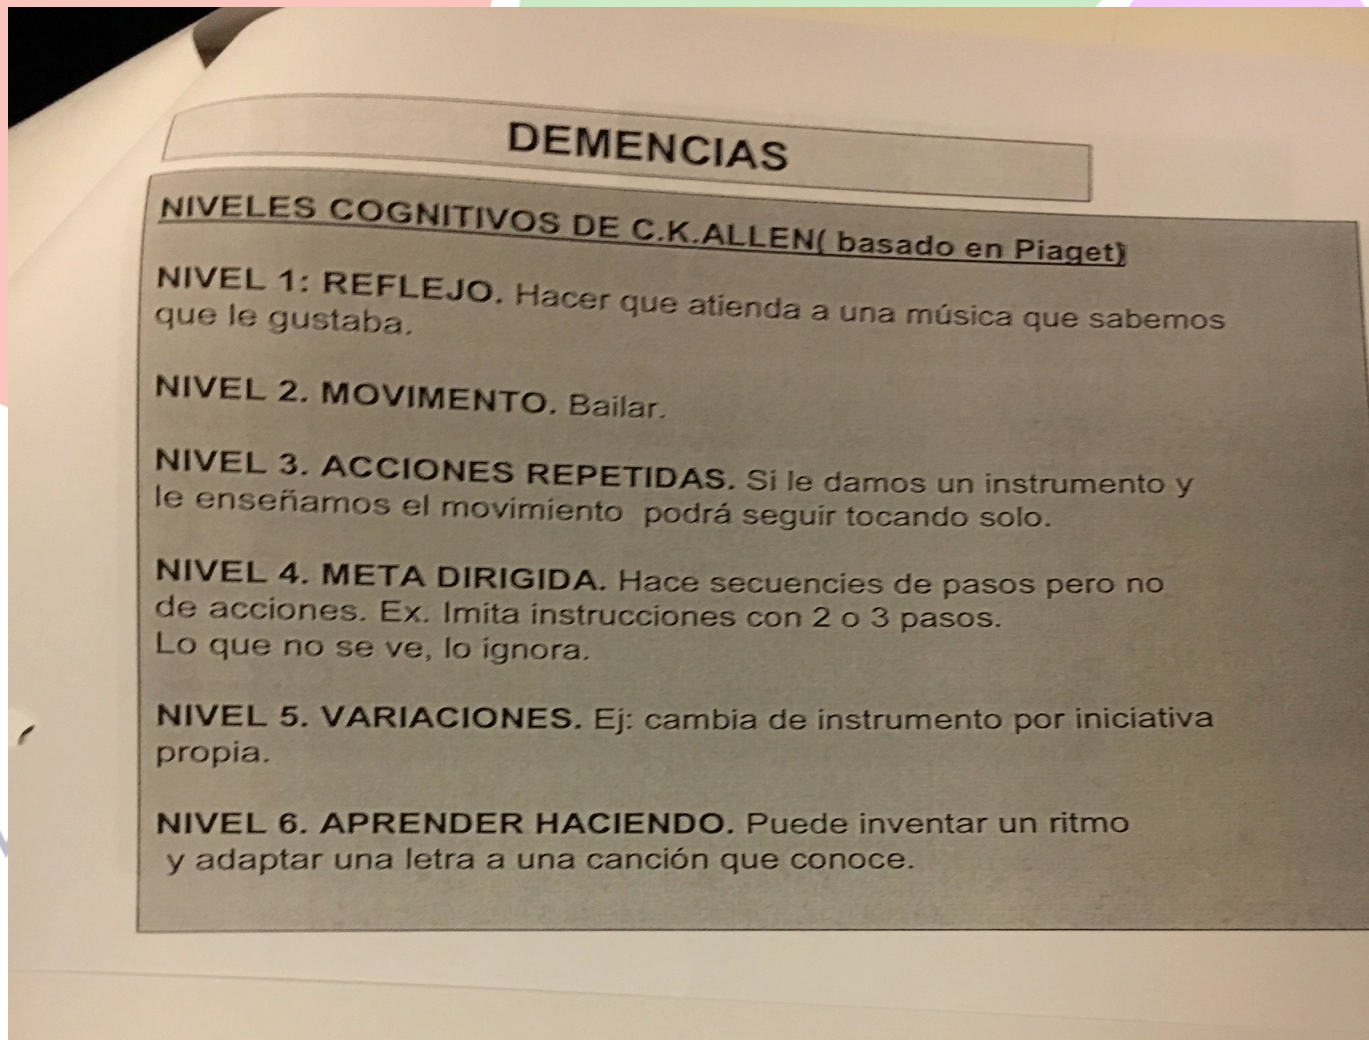 DEMENCIAS
NIVELES COGNITIVOS DE C.K.ALLEN( basado en Piaget)
NIVEL 1: REFLEJO. Hacer que atienda a una música que sabemos
que le gustaba.
NIVEL 2. MOVIMENTO. Bailar.
NIVEL 3. ACCIONES REPETIDAS. Si le damos un instrumento y
le enseñamos el movimiento podrá seguir tocando solo.
NIVEL 4. META DIRIGIDA. Hace secuencies de pasos pero no
de acciones. Ex. Imita instrucciones con 2 o 3 pasos.
Lo que no se ve, lo ignora.
NIVEL 5. VARIACIONES. Ej: cambia de instrumento por iniciativa
propia.
NIVEL 6. APRENDER HACIENDO. Puede inventar un ritmo
y adaptar una letra a una canción que conoce.